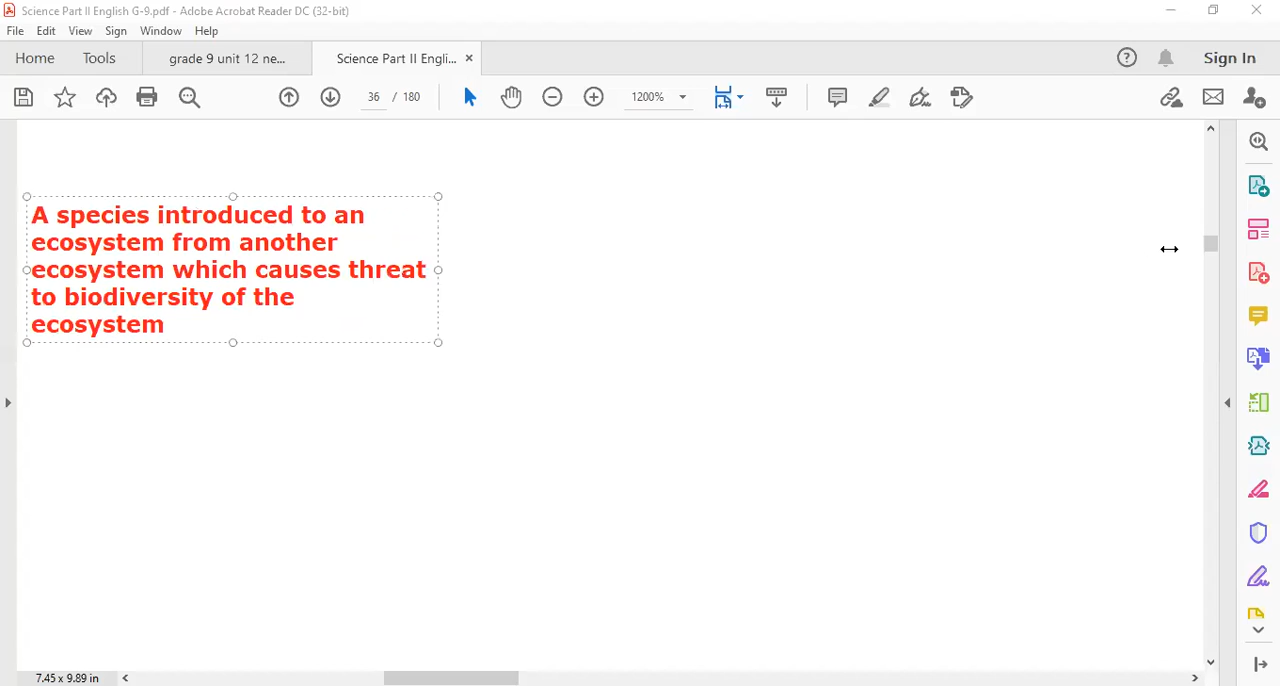 Science Part II English G-9.pdf - Adobe Acrobat Reader DC (32-bit)
File Edit View Sign Window Help
Home Tools grade 9 unit 12 ne... Science Part II Engli... × Sign In
36 / 180 1200%
A species introduced to an
ecosystem from another
ecosystem which causes threat
to biodiversity of the
ecosystem
7.45 x 9.89 in